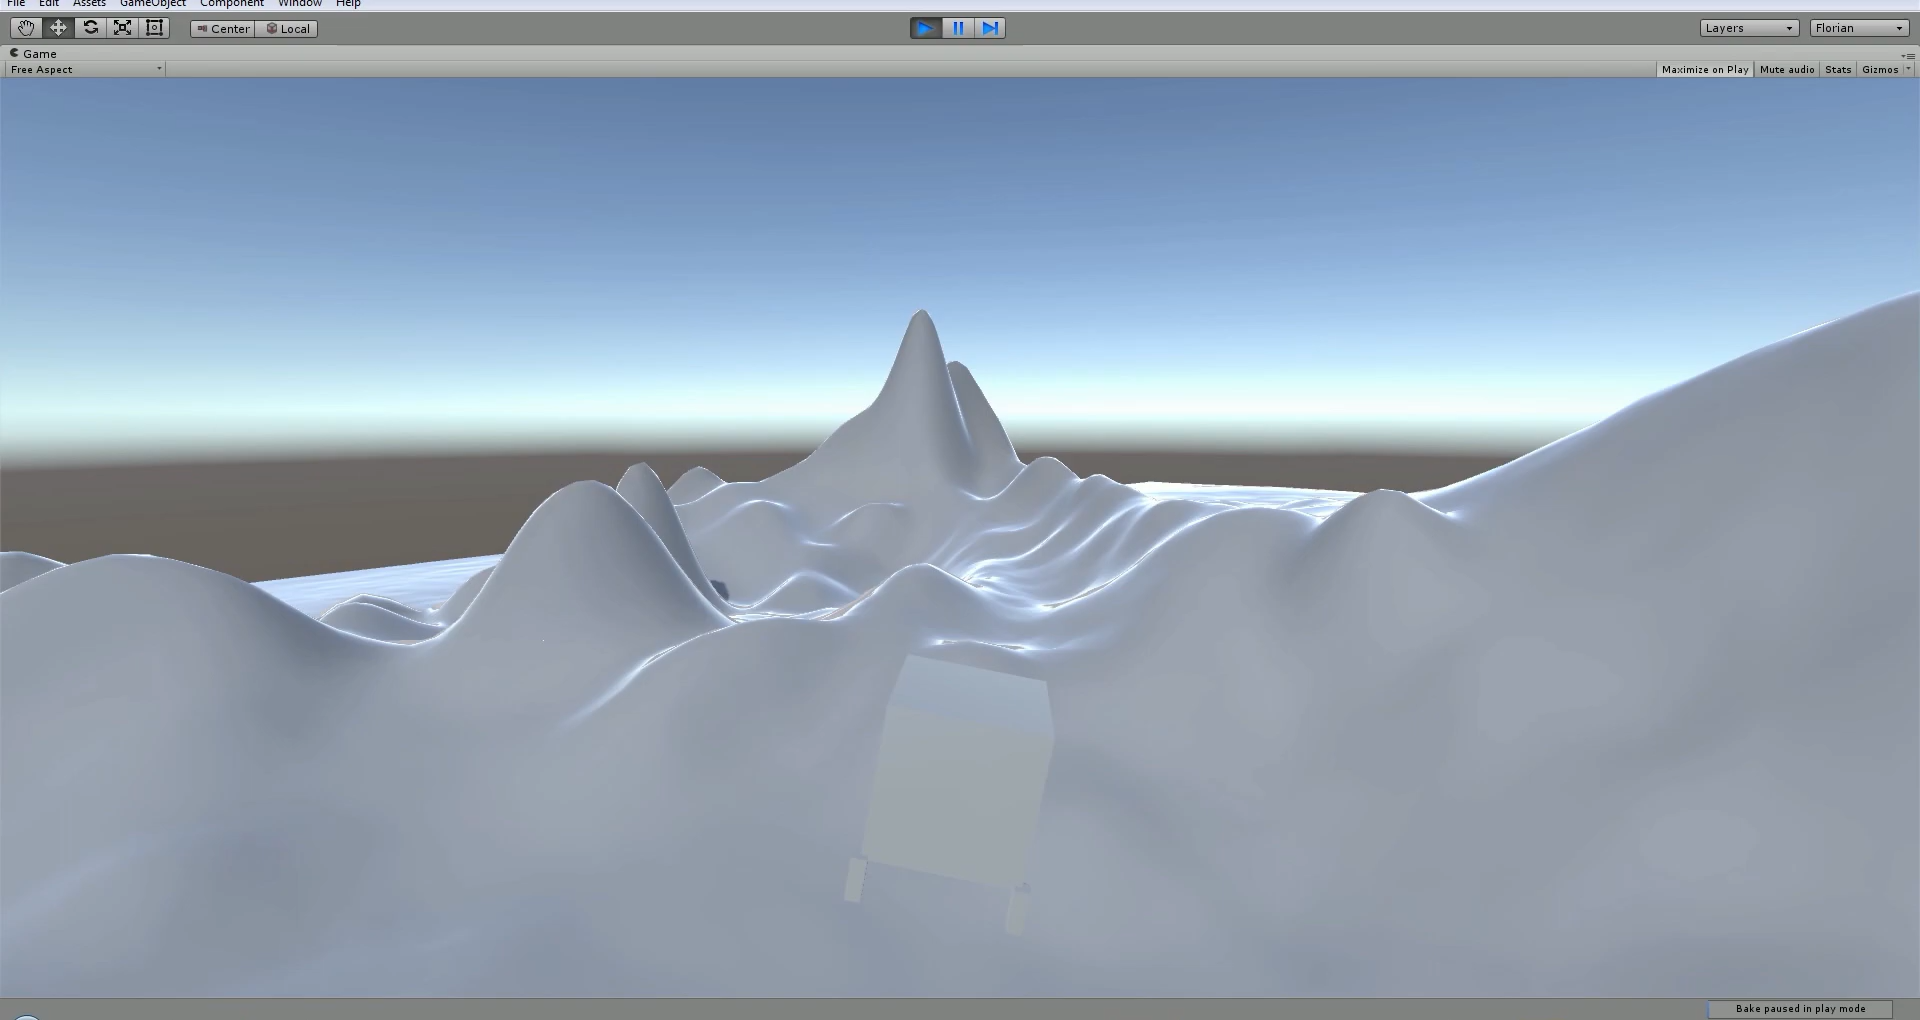 File Edit Assets GameObject Component Window Help
Center Local Layers Florian
Game
Free Aspect Maximize on Play Mute audio Stats Gizmos
Bake paused in play mode